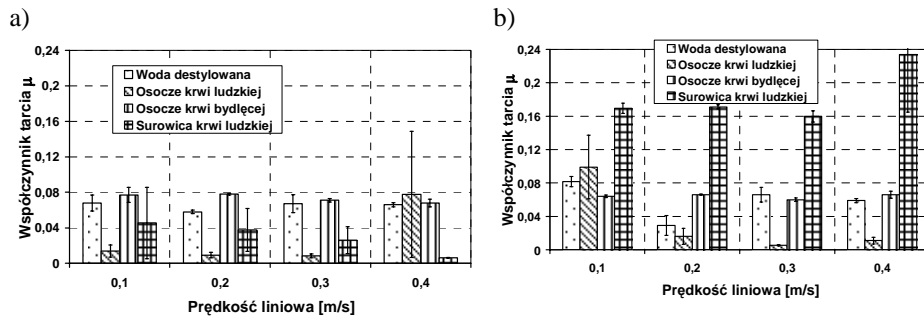 a)
Współczynnik tarcia μ
0,24
0,2
0,16
0,12
0,08
0,04
0
Woda destylowana
Osocze krwi ludzkiej
Osocze krwi bydlęcej
Surowica krwi ludzkiej
0,1
0,2
0,3
0,4
Prędkość liniowa [m/s]
b)
Współczynnik tarcia μ
0,24
0,2
0,16
0,12
0,08
0,04
0
Woda destylowana
Osocze krwi ludzkiej
Osocze krwi bydlęcej
Surowica krwi ludzkiej
0,1
0,2
0,3
0,4
Prędkość liniowa [m/s]